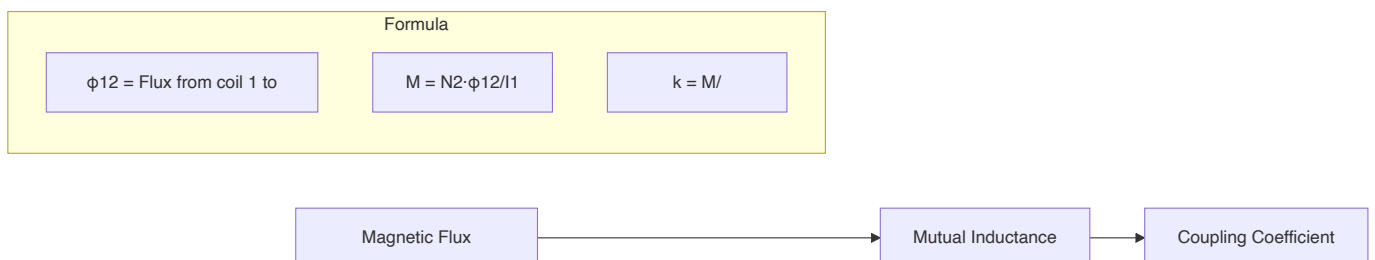 Formula
φ12 = Flux from coil 1 to
M = N2·φ12/I1
k = M/
Magnetic Flux
Mutual Inductance
Coupling Coefficient